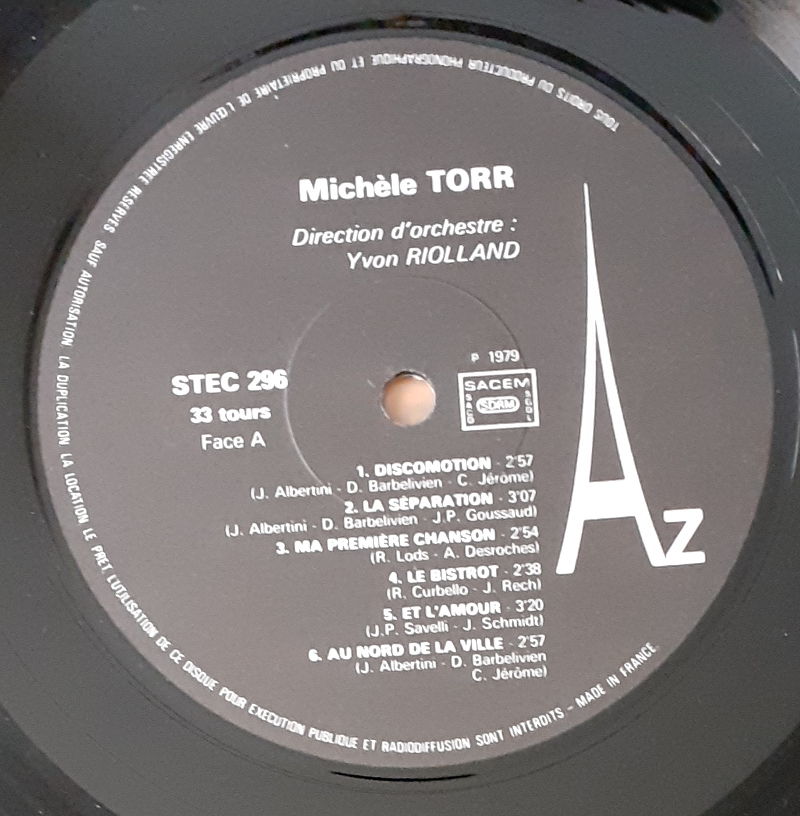 TOUS DROITS DU PRODUCTEUR PHONOGRAPHIQUE ET DU PROPRIETAIRE DE L'ŒUVRE ENREGISTREE RESERVES SAUF AUTORISATION LA DUPLICATION LA LOCATION LE PRET L'UTILISATION DE CE DISQUE POUR EXECUTION PUBLIQUE ET RADIODIFFUSION SONT INTERDITS - MADE IN FRANCE
Michèle TORR
Direction d'orchestre :
Yvon RIOLLAND
P 1979
STEC 296
33 tours
Face A
SACEM
SACD
SDRM
SGDL
1. DISCOMOTION - 2'57
(J. Albertini - D. Barbelivien - C. Jérôme)
2. LA SÉPARATION - 3'07
(J. Albertini - D. Barbelivien - J.P. Goussaud)
3. MA PREMIÈRE CHANSON - 2'54
(R. Lods - A. Desroches)
4. LE BISTROT - 2'38
(R. Curbello - J. Rech)
5. ET L'AMOUR - 3'20
(J.P. Savelli - J. Schmidt)
6. AU NORD DE LA VILLE - 2'57
(J. Albertini - D. Barbelivien
C. Jérôme)
Az